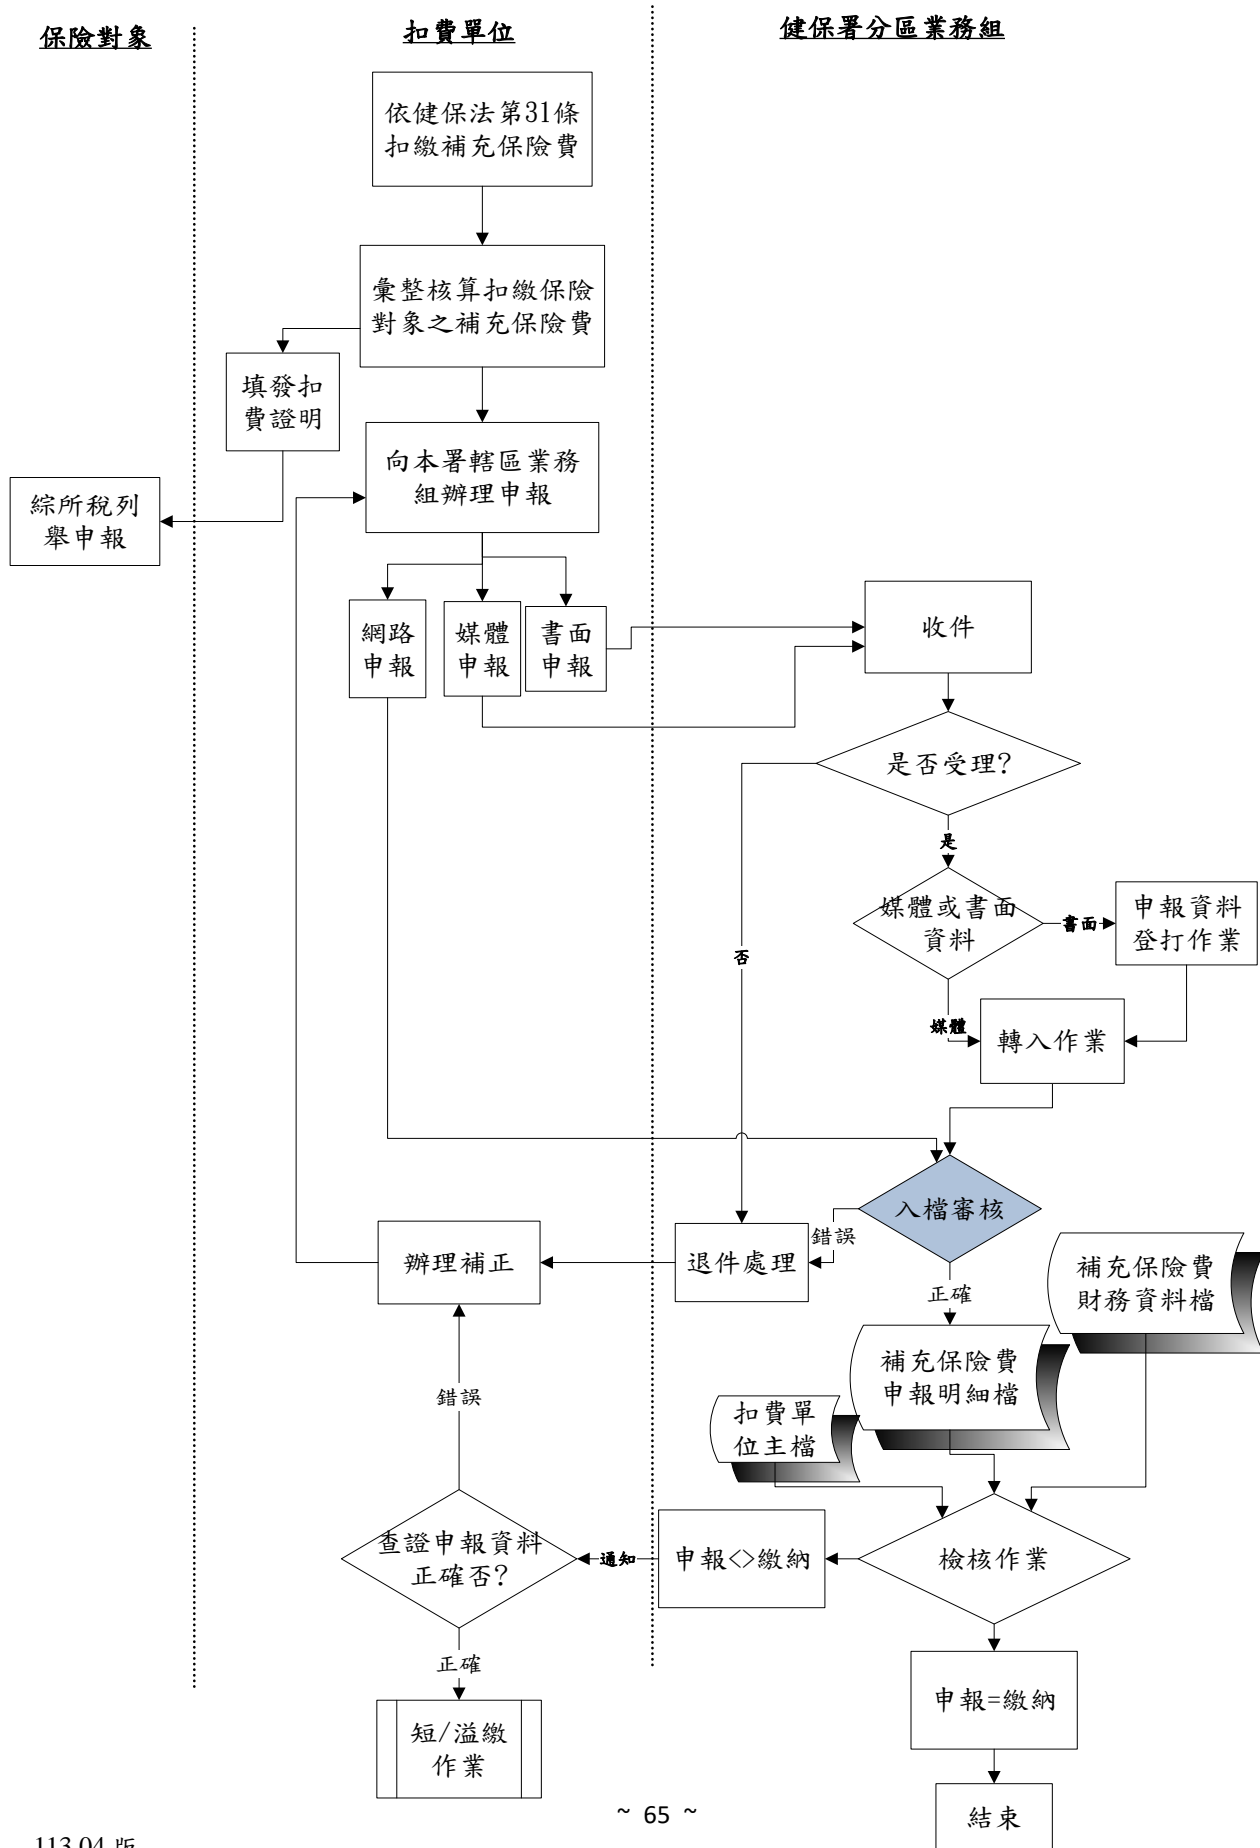 保險對象
扣費單位
健保署分區業務組
依健保法第31條
扣繳補充保險費
彙整核算扣繳保險
對象之補充保險費
填發扣
費證明
向本署轄區業務
組辦理申報
綜所稅列
舉申報
網路
申報
媒體
申報
書面
申報
收件
是否受理?
是
否
媒體或書面
資料
書面
申報資料
登打作業
媒體
轉入作業
入檔審核
錯誤
正確
退件處理
辦理補正
補充保險費
財務資料檔
補充保險費
申報明細檔
扣費單
位主檔
錯誤
檢核作業
申報<>繳納
通知
查證申報資料
正確否?
正確
短/溢繳
作業
申報=繳納
結束
~ 65 ~
113.04 版